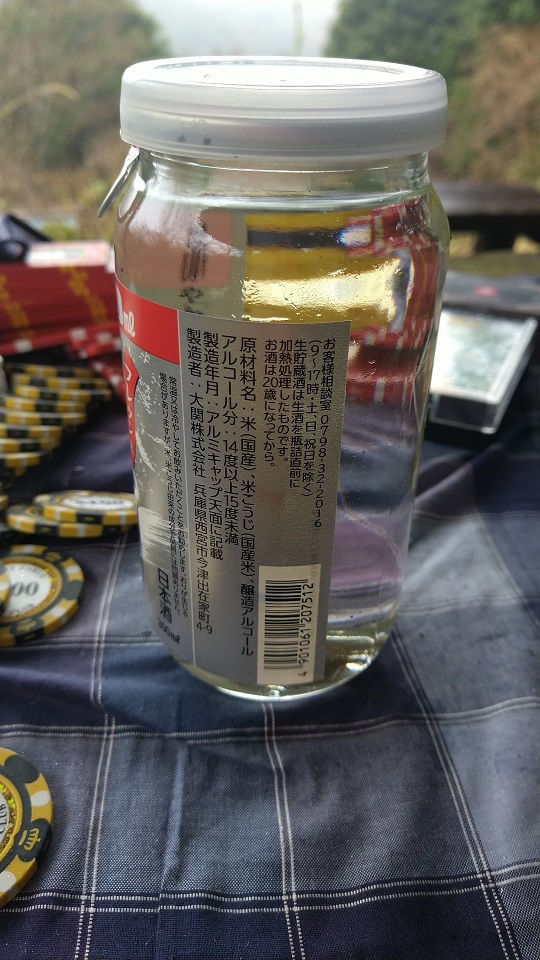 お客様相談室 0798-32-2016
(9～17時・土・日・祝日を除く)
生貯蔵酒は生酒を瓶詰直前に
加熱処理したものです。
お酒は20歳になってから。
原材料名：米(国産)、米こうじ(国産米)、醸造アルコール
アルコール分：14度以上15度未満
製造年月：アルミキャップ天面に記載
製造者：大関株式会社 兵庫県西宮市今津出在家町4-9
日本酒
300ml
4 901061 207512
00
CLUB